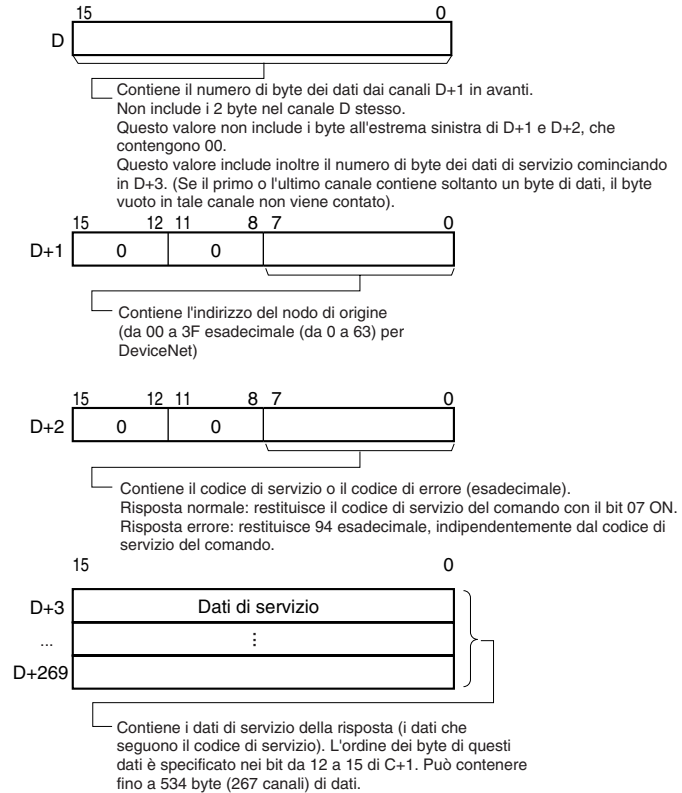 15 0
D
Contiene il numero di byte dei dati dai canali D+1 in avanti.
Non include i 2 byte nel canale D stesso.
Questo valore non include i byte all'estrema sinistra di D+1 e D+2, che
contengono 00.
Questo valore include inoltre il numero di byte dei dati di servizio cominciando
in D+3. (Se il primo o l'ultimo canale contiene soltanto un byte di dati, il byte
vuoto in tale canale non viene contato).
15 12 11 8 7 0
D+1 0 0
Contiene l'indirizzo del nodo di origine
(da 00 a 3F esadecimale (da 0 a 63) per
DeviceNet)
15 12 11 8 7 0
D+2 0 0
Contiene il codice di servizio o il codice di errore (esadecimale).
Risposta normale: restituisce il codice di servizio del comando con il bit 07 ON.
Risposta errore: restituisce 94 esadecimale, indipendentemente dal codice di
servizio del comando.
15 0
D+3 Dati di servizio
... ⋮
D+269
Contiene i dati di servizio della risposta (i dati che
seguono il codice di servizio). L'ordine dei byte di questi
dati è specificato nei bit da 12 a 15 di C+1. Può contenere
fino a 534 byte (267 canali) di dati.